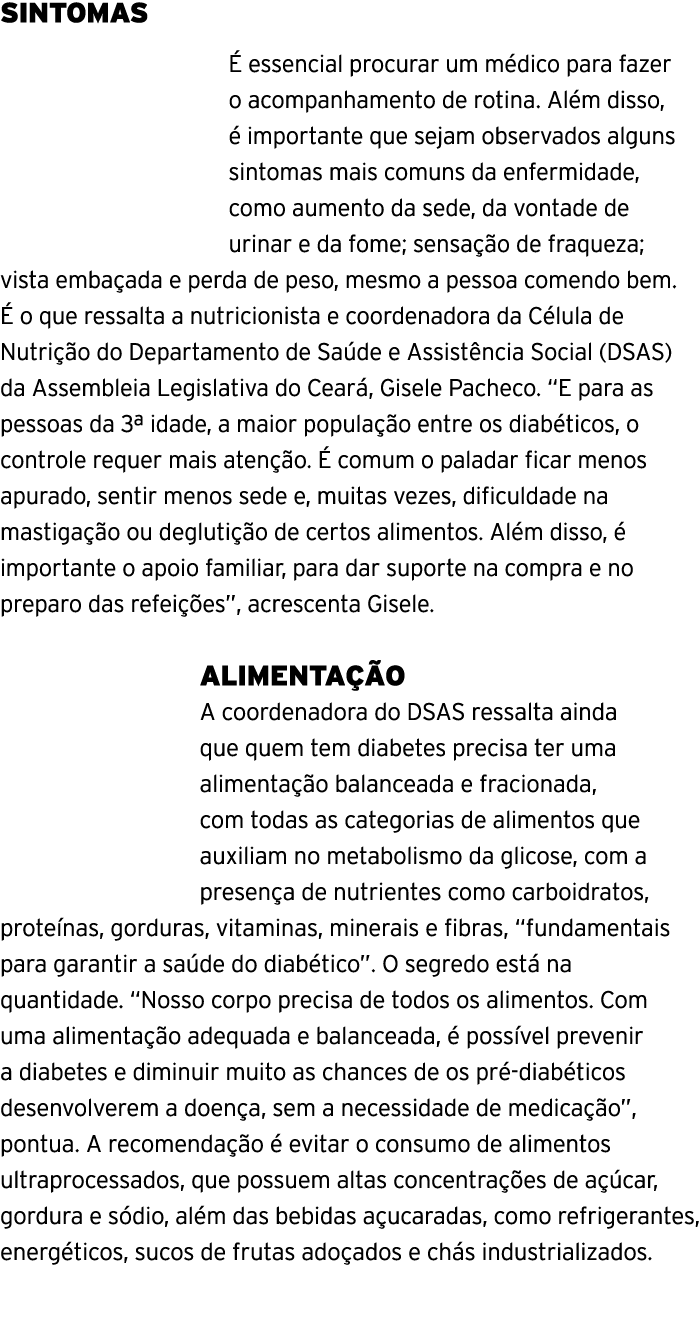 SINTOMAS
É essencial procurar um médico para fazer
o acompanhamento de rotina. Além disso,
é importante que sejam observados alguns
sintomas mais comuns da enfermidade,
como aumento da sede, da vontade de
urinar e da fome; sensação de fraqueza;
vista embaçada e perda de peso, mesmo a pessoa comendo bem.
É o que ressalta a nutricionista e coordenadora da Célula de
Nutrição do Departamento de Saúde e Assistência Social (DSAS)
da Assembleia Legislativa do Ceará, Gisele Pacheco. “E para as
pessoas da 3ª idade, a maior população entre os diabéticos, o
controle requer mais atenção. É comum o paladar ficar menos
apurado, sentir menos sede e, muitas vezes, dificuldade na
mastigação ou deglutição de certos alimentos. Além disso, é
importante o apoio familiar, para dar suporte na compra e no
preparo das refeições”, acrescenta Gisele.
ALIMENTAÇÃO
A coordenadora do DSAS ressalta ainda
que quem tem diabetes precisa ter uma
alimentação balanceada e fracionada,
com todas as categorias de alimentos que
auxiliam no metabolismo da glicose, com a
presença de nutrientes como carboidratos,
proteínas, gorduras, vitaminas, minerais e fibras, “fundamentais
para garantir a saúde do diabético”. O segredo está na
quantidade. “Nosso corpo precisa de todos os alimentos. Com
uma alimentação adequada e balanceada, é possível prevenir
a diabetes e diminuir muito as chances de os pré-diabéticos
desenvolverem a doença, sem a necessidade de medicação”,
pontua. A recomendação é evitar o consumo de alimentos
ultraprocessados, que possuem altas concentrações de açúcar,
gordura e sódio, além das bebidas açucaradas, como refrigerantes,
energéticos, sucos de frutas adoçados e chás industrializados.